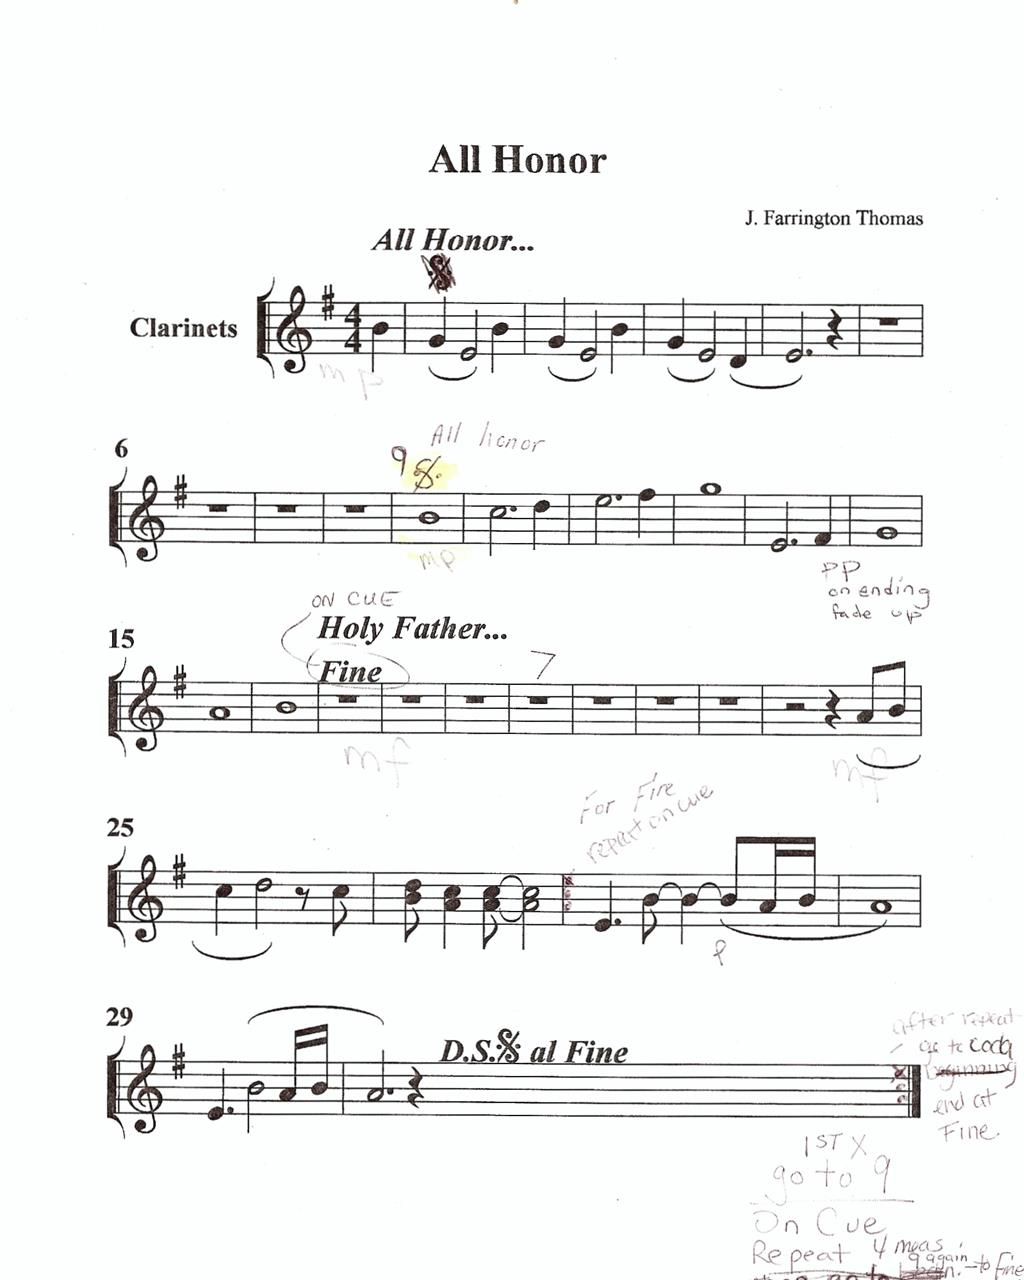 All Honor
J. Farrington Thomas
All Honor...
Clarinets
4
4
mp
6
All honor
9
mp
pp
on ending
fade up
ON CUE
Holy Father...
15
Fine
7
mf
mf
For Fine
repeat on cue
25
p
29
after repeat
D.S. al Fine
go to coda
beginning
end at
Fine
1ST X
go to 9
On Cue
Repeat 4 meas
9 again
to fine